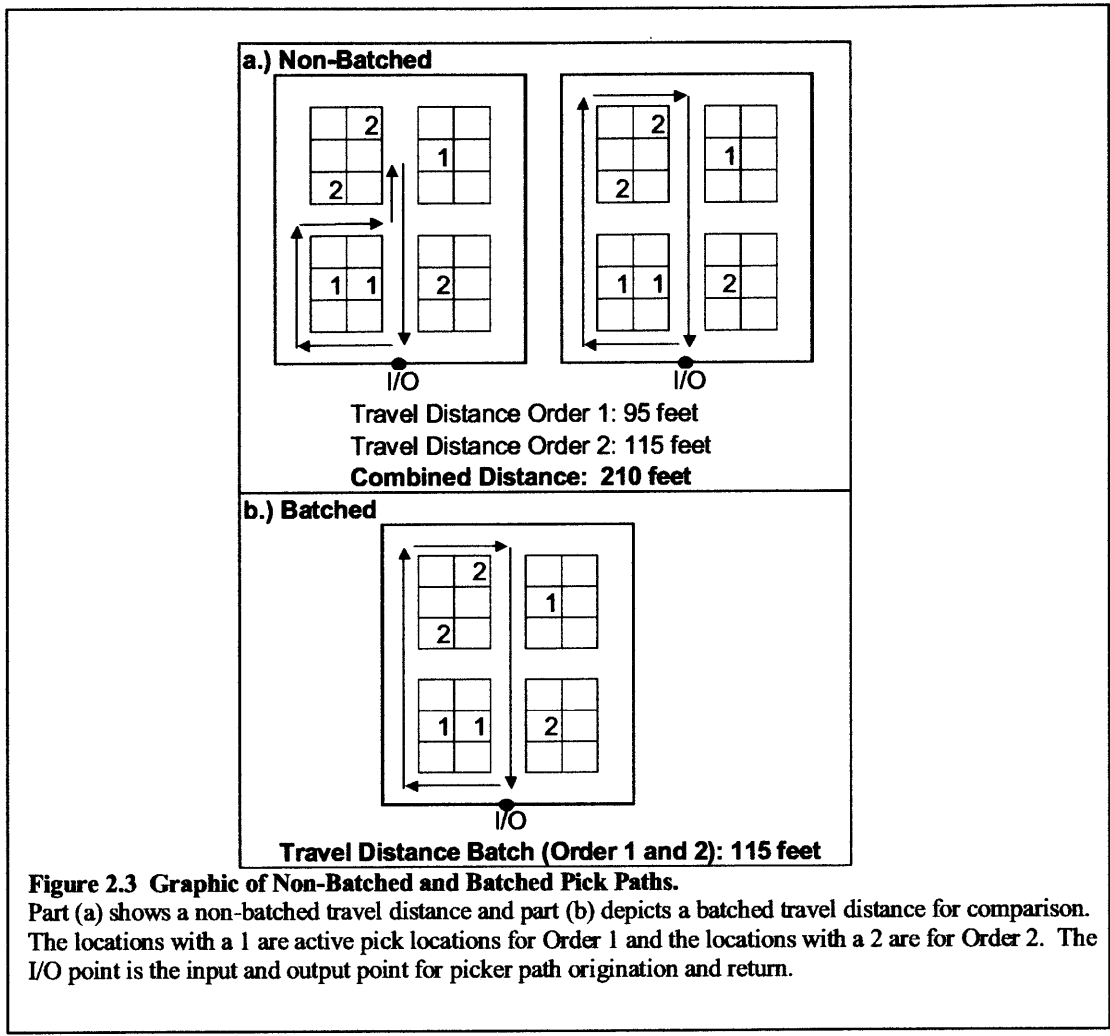 a.) Non-Batched
2
1
2
1 1 2
I/O
2
1
2
1 1 2
I/O
Travel Distance Order 1: 95 feet
Travel Distance Order 2: 115 feet
Combined Distance: 210 feet
b.) Batched
2
1
2
1 1 2
I/O
Travel Distance Batch (Order 1 and 2): 115 feet
Figure 2.3 Graphic of Non-Batched and Batched Pick Paths.
Part (a) shows a non-batched travel distance and part (b) depicts a batched travel distance for comparison.
The locations with a 1 are active pick locations for Order 1 and the locations with a 2 are for Order 2. The
I/O point is the input and output point for picker path origination and return.